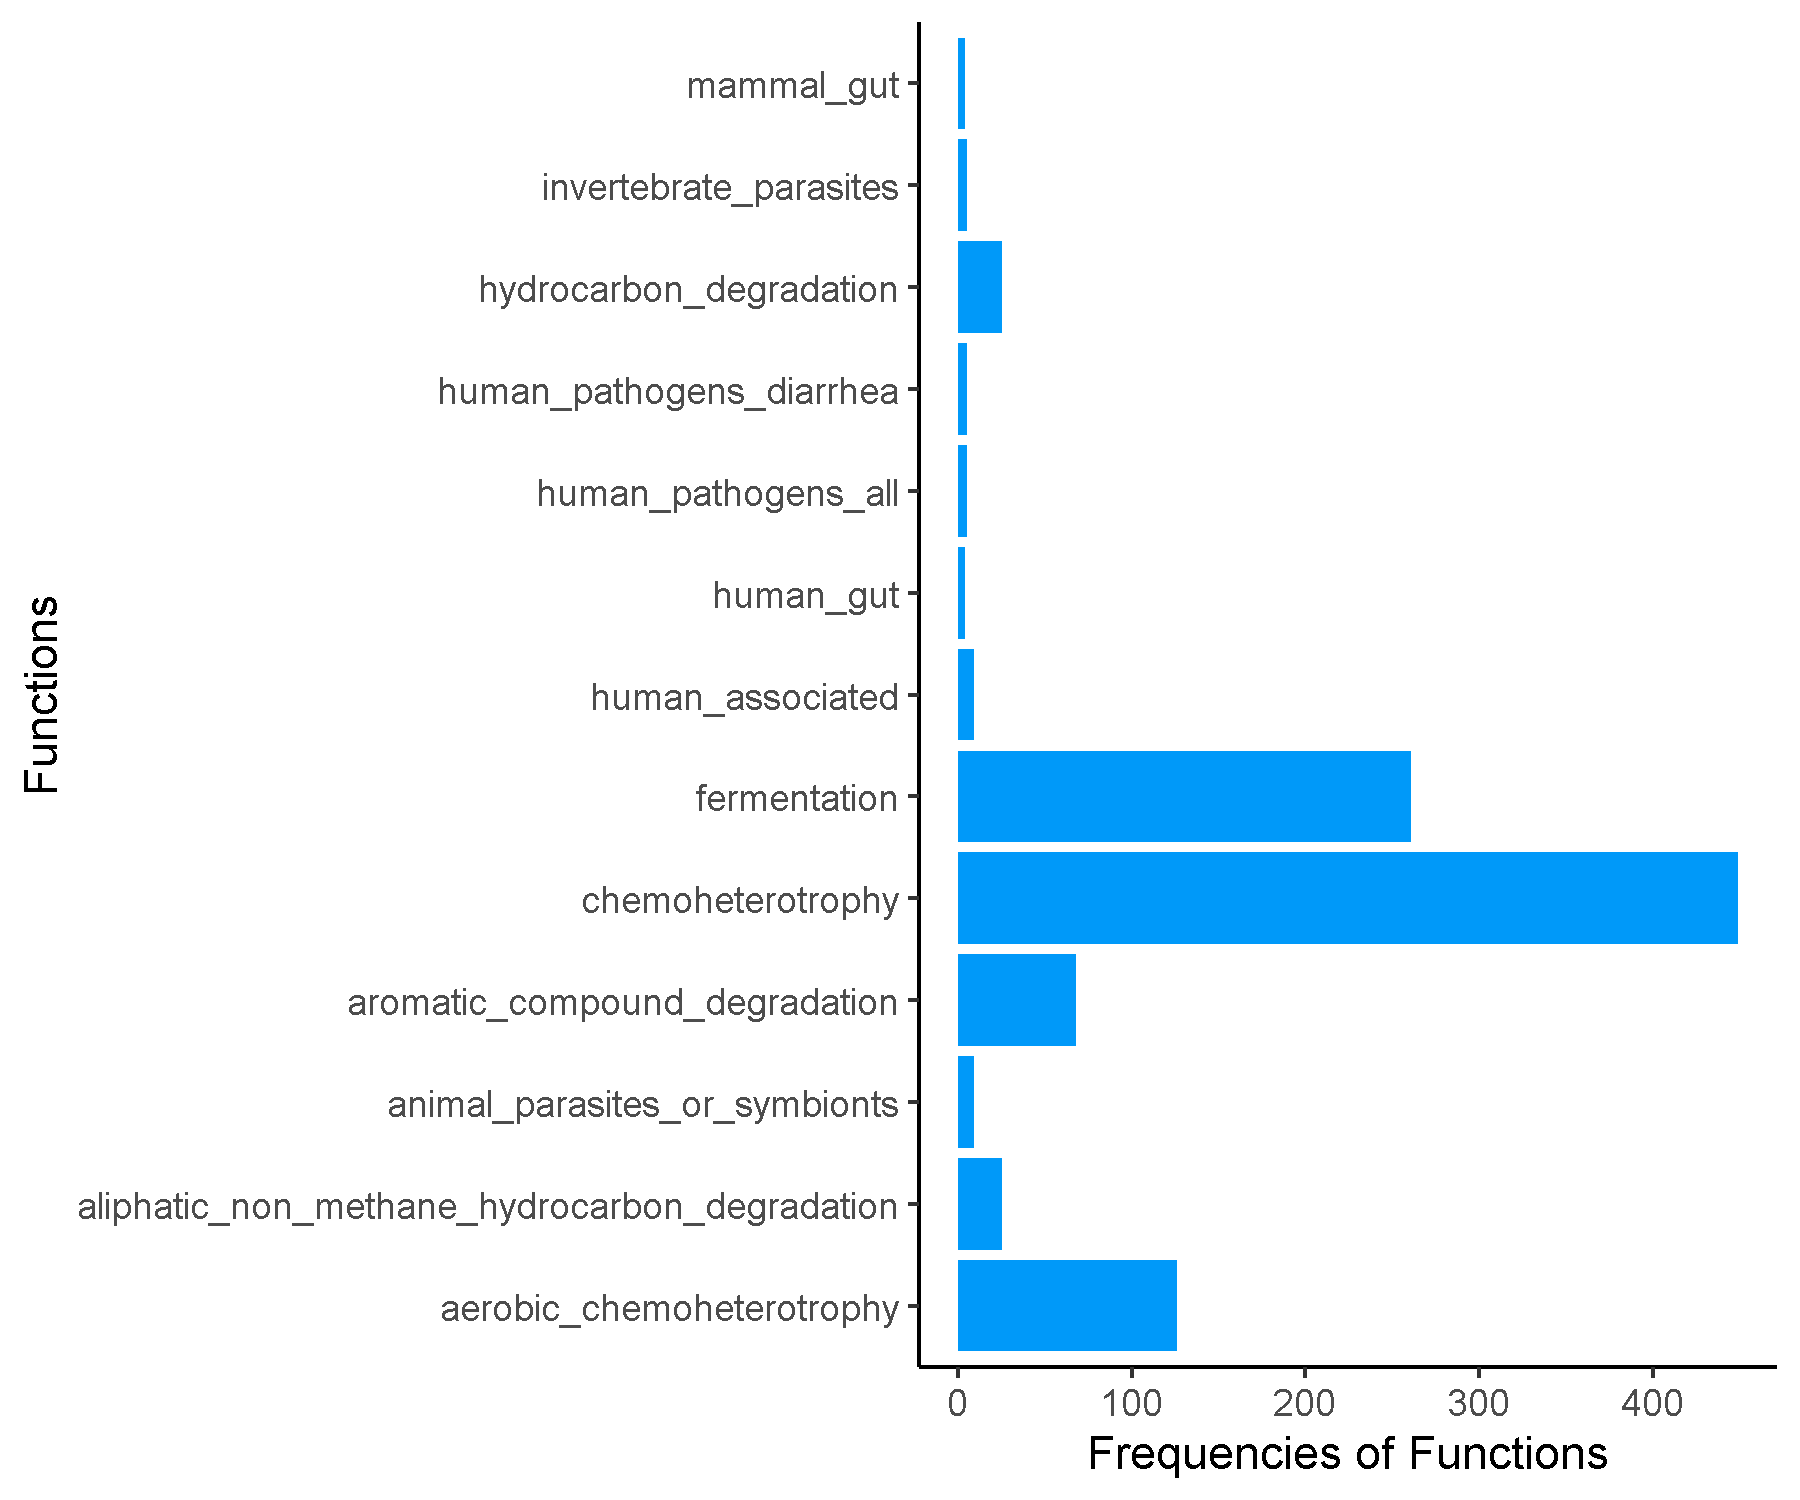 mammal_gut
invertebrate_parasites
hydrocarbon_degradation
human_pathogens_diarrhea
human_pathogens_all
human_gut
human_associated
fermentation
chemoheterotrophy
aromatic_compound_degradation
animal_parasites_or_symbionts
aliphatic_non_methane_hydrocarbon_degradation
aerobic_chemoheterotrophy
Functions
0 100 200 300 400
Frequencies of Functions